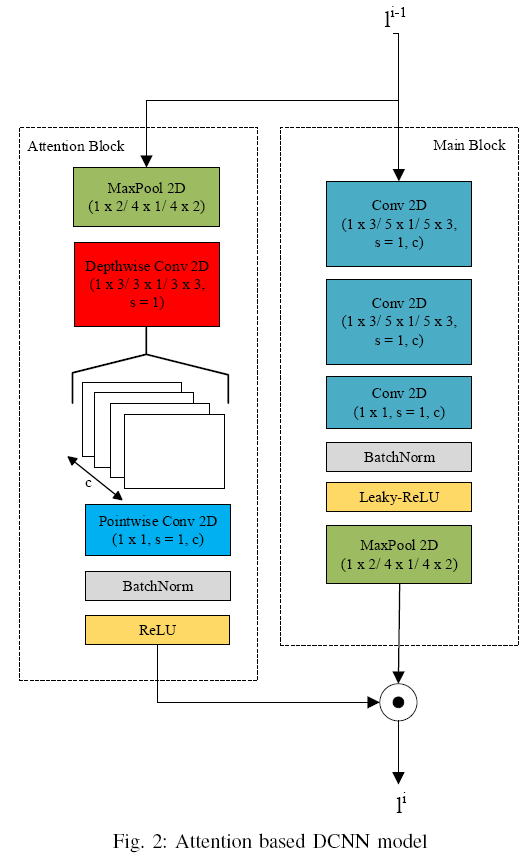 l^{i-1}
Attention Block
MaxPool 2D
(1 x 2/ 4 x 1/ 4 x 2)
Depthwise Conv 2D
(1 x 3/ 3 x 1/ 3 x 3,
s = 1)
c
Pointwise Conv 2D
(1 x 1, s = 1, c)
BatchNorm
ReLU
Main Block
Conv 2D
(1 x 3/ 5 x 1/ 5 x 3,
s = 1, c)
Conv 2D
(1 x 3/ 5 x 1/ 5 x 3,
s = 1, c)
Conv 2D
(1 x 1, s = 1, c)
BatchNorm
Leaky-ReLU
MaxPool 2D
(1 x 2/ 4 x 1/ 4 x 2)
l^{i}
Fig. 2: Attention based DCNN model